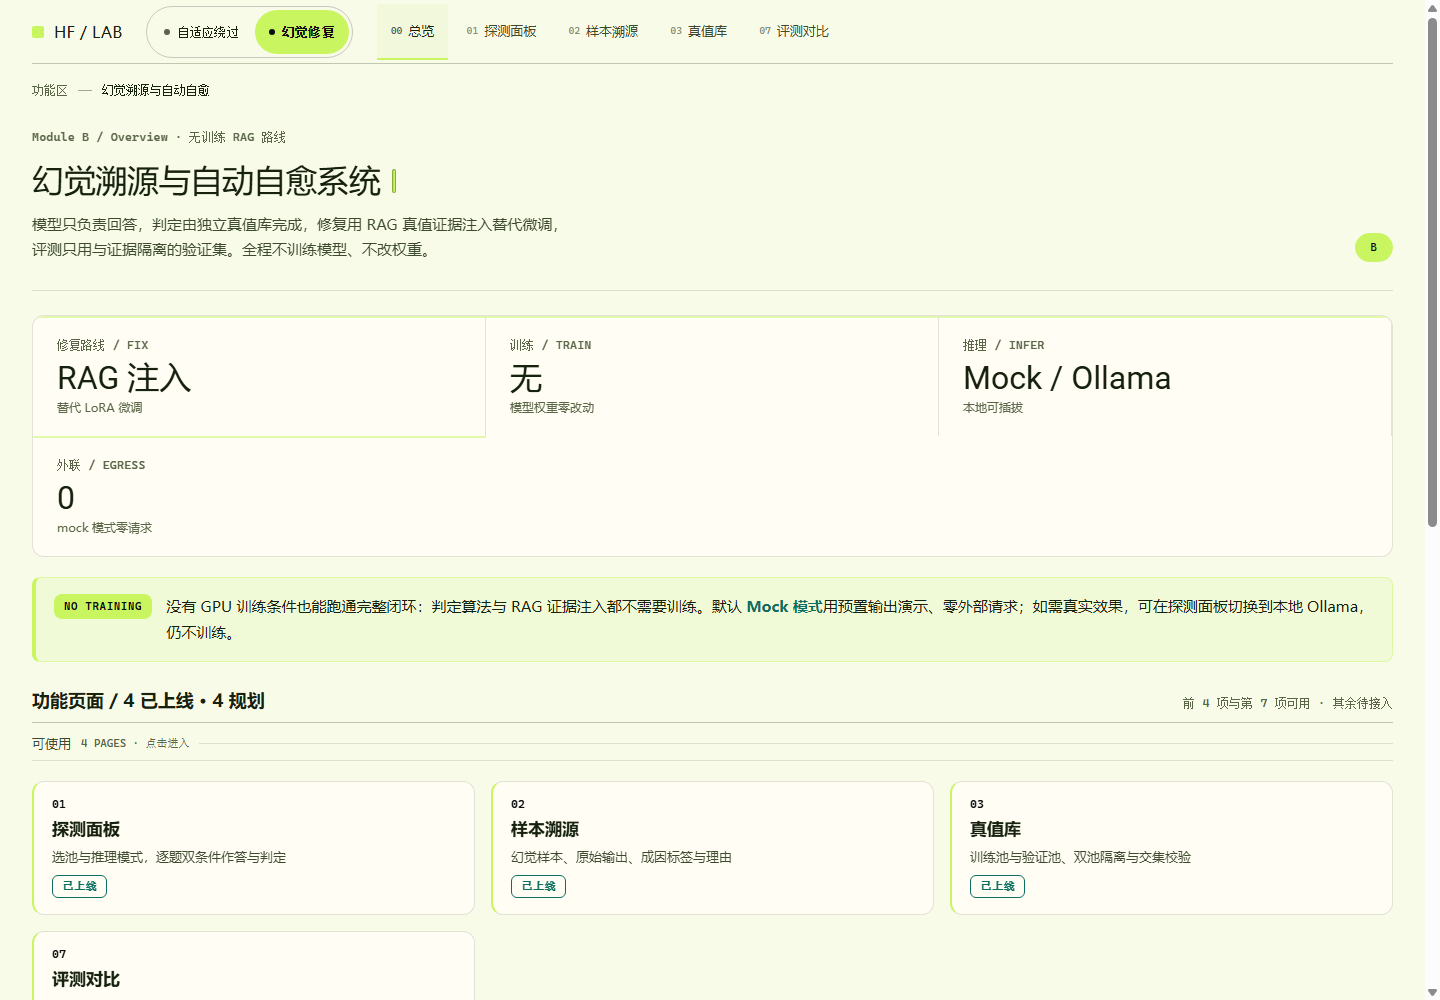 HF / LAB
自适应绕过
幻觉修复
00 总览
01 探测面板
02 样本溯源
03 真值库
07 评测对比
功能区 — 幻觉溯源与自动自愈
Module B / Overview · 无训练 RAG 路线
幻觉溯源与自动自愈系统
模型只负责回答，判定由独立真值库完成，修复用 RAG 真值证据注入替代微调，
评测只用与证据隔离的验证集。全程不训练模型、不改权重。
B
修复路线 / FIX
RAG 注入
替代 LoRA 微调
训练 / TRAIN
无
模型权重零改动
推理 / INFER
Mock / Ollama
本地可插拔
外联 / EGRESS
0
mock 模式零请求
NO TRAINING
没有 GPU 训练条件也能跑通完整闭环：判定算法与 RAG 证据注入都不需要训练。默认 Mock 模式用预置输出演示、零外部请求；如需真实效果，可在探测面板切换到本地 Ollama，
仍不训练。
功能页面 / 4 已上线 • 4 规划
前 4 项与第 7 项可用 · 其余待接入
可使用 4 PAGES · 点击进入
01
探测面板
选池与推理模式，逐题双条件作答与判定
已上线
02
样本溯源
幻觉样本、原始输出、成因标签与理由
已上线
03
真值库
训练池与验证池、双池隔离与交集校验
已上线
07
评测对比